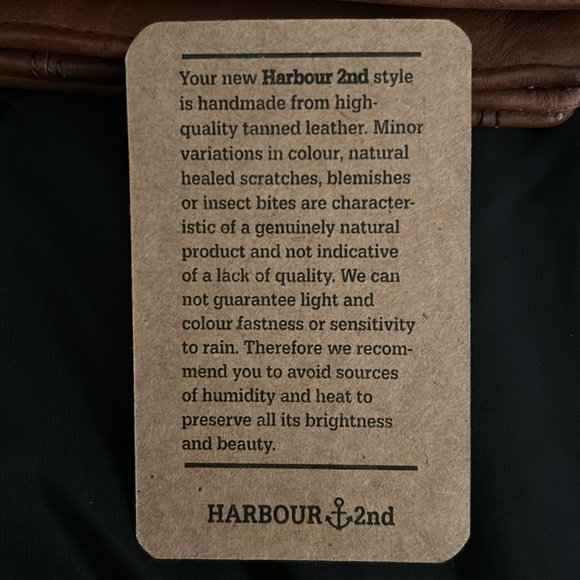 Your new Harbour 2nd style
is handmade from high-
quality tanned leather. Minor
variations in colour, natural
healed scratches, blemishes
or insect bites are character-
istic of a genuinely natural
product and not indicative
of a lack of quality. We can
not guarantee light and
colour fastness or sensitivity
to rain. Therefore we recom-
mend you to avoid sources
of humidity and heat to
preserve all its brightness
and beauty.
HARBOUR 2nd